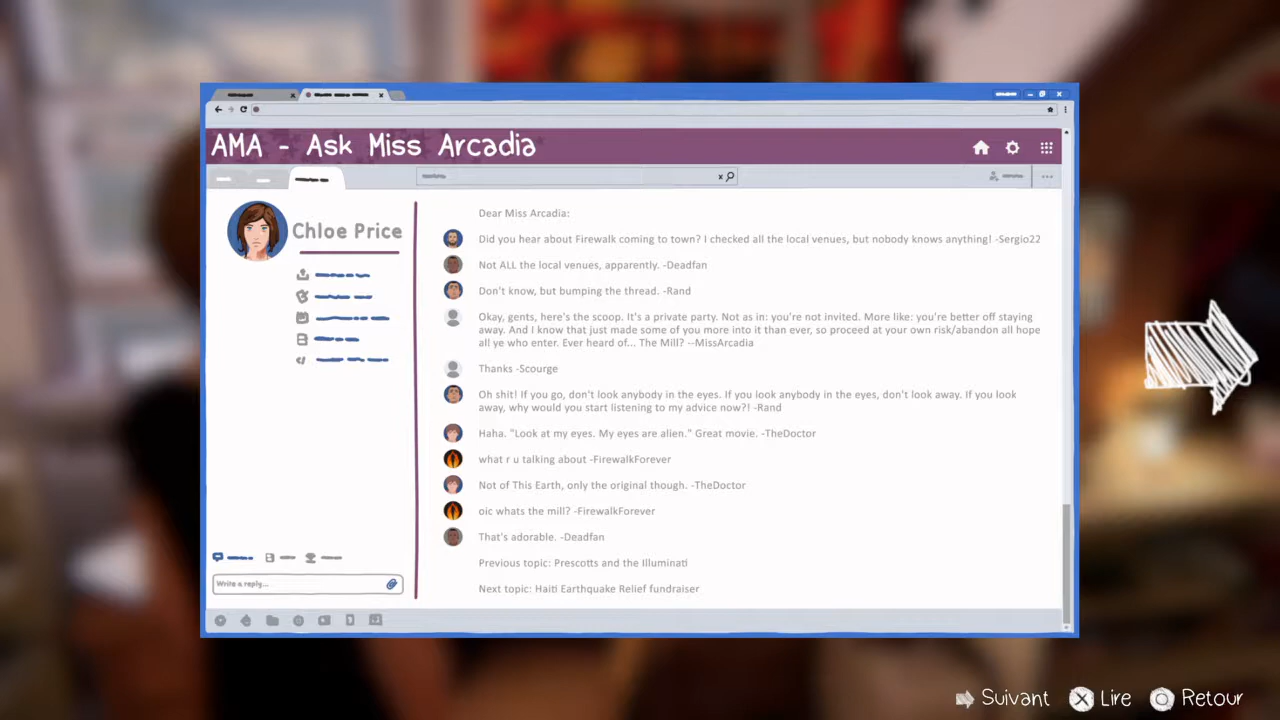 AMA - Ask Miss Arcadia
Chloe Price
Dear Miss Arcadia:
Did you hear about Firewalk coming to town? I checked all the local venues, but nobody knows anything! -Sergio22
Not ALL the local venues, apparently. -Deadfan
Don't know, but bumping the thread. -Rand
Okay, gents, here's the scoop. It's a private party. Not as in: you're not invited. More like: you're better off staying
away. And I know that just made some of you more into it than ever, so proceed at your own risk/abandon all hope
all ye who enter. Ever heard of... The Mill? --MissArcadia
Thanks -Scourge
Oh shit! If you go, don't look anybody in the eyes. If you look anybody in the eyes, don't look away. If you look
away, why would you start listening to my advice now?! -Rand
Haha. "Look at my eyes. My eyes are alien." Great movie. -TheDoctor
what r u talking about -FirewalkForever
Not of This Earth, only the original though. -TheDoctor
oic whats the mill? -FirewalkForever
That's adorable. -Deadfan
Previous topic: Prescotts and the Illuminati
Next topic: Haiti Earthquake Relief fundraiser
Write a reply...
Suivant
Lire
Retour